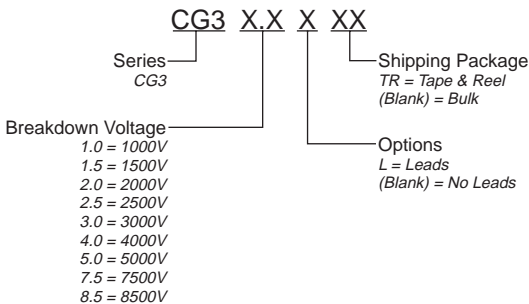 CG3 X.X X XX
Series
CG3
Breakdown Voltage
1.0 = 1000V
1.5 = 1500V
2.0 = 2000V
2.5 = 2500V
3.0 = 3000V
4.0 = 4000V
5.0 = 5000V
7.5 = 7500V
8.5 = 8500V
Shipping Package
TR = Tape & Reel
(Blank) = Bulk
Options
L = Leads
(Blank) = No Leads